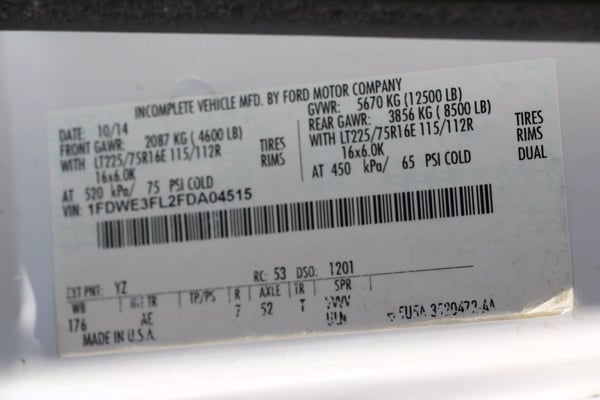 INCOMPLETE VEHICLE MFD. BY FORD MOTOR COMPANY
DATE: 10/14 GVWR: 5670 KG (12500 LB)
FRONT GAWR: 2087 KG (4600 LB) REAR GAWR: 3856 KG (8500 LB)
WITH LT225/75R16E 115/112R TIRES WITH LT225/75R16E 115/112R TIRES
16x6.0K RIMS 16x6.0K RIMS
AT 520 kPa/ 75 PSI COLD AT 450 kPa/ 65 PSI COLD DUAL
VIN: 1FDWE3FL2FDA04515
RC: 53 DSO: 1201
EXT PNT: YZ
WB TR TP/PS R AXLE TR SPR
176 AE 7 52 T
MADE IN U.S.A.